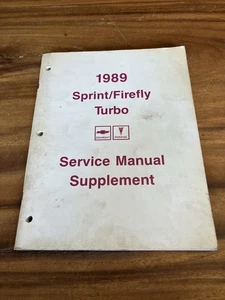 1989
Sprint/Firefly
Turbo
Service Manual
Supplement